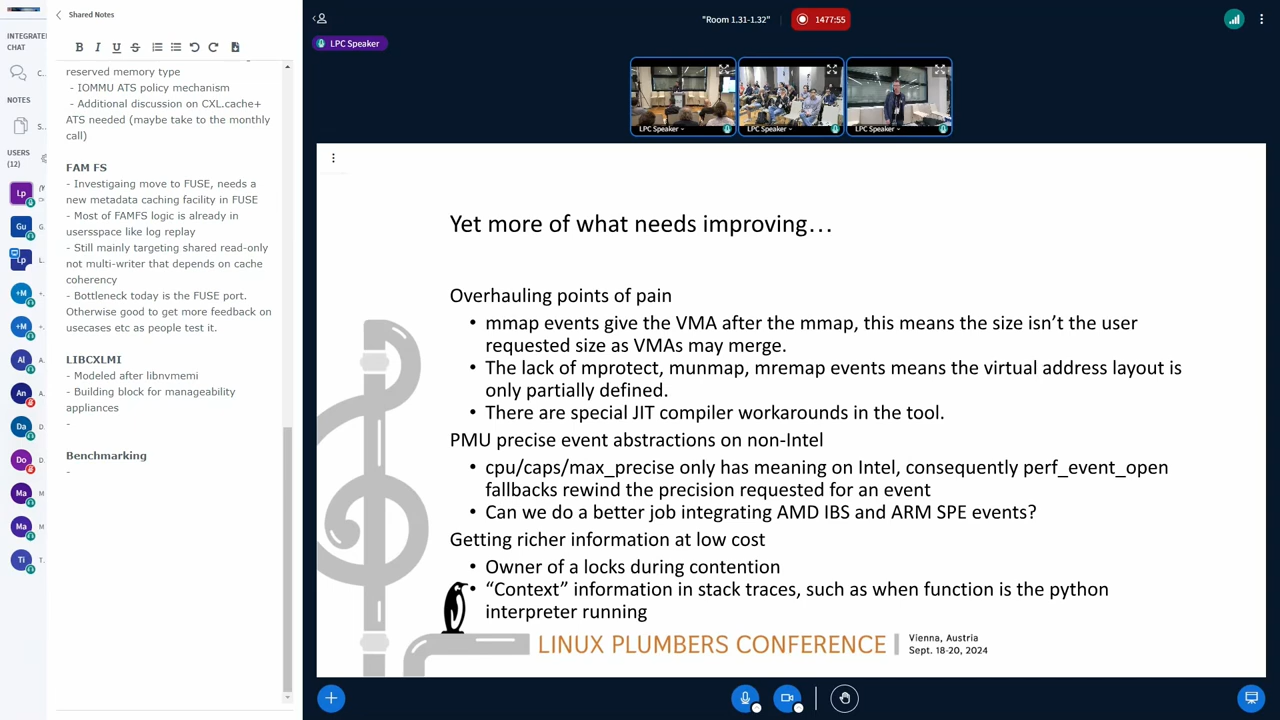 Shared Notes
INTEGRATE
CHAT
C.
NOTES
S..
USERS
(12)
reserved memory type
- IOMMU ATS policy mechanism
- Additional discussion on CXL.cache+
ATS needed (maybe take to the monthly
call)
FAM FS
- Investigaing move to FUSE, needs a
new metadata caching facility in FUSE
- Most of FAMFS logic is already in
usersspace like log replay
- Still mainly targeting shared read-only
not multi-writer that depends on cache
coherency
- Bottleneck today is the FUSE port.
Otherwise good to get more feedback on
usecases etc as people test it.
LIBCXLMI
- Modeled after libnvmemi
- Building block for manageability
appliances
-
Benchmarking
-
Lp
Gu G.
Lp L.
+M +.
+M +.
Al A.
An A.
Da D.
Do D.
Ma M
Ma M.
Ti T.
"Room 1.31-1.32"
1477:55
LPC Speaker
LPC Speaker
LPC Speaker
LPC Speaker
Yet more of what needs improving…
Overhauling points of pain
• mmap events give the VMA after the mmap, this means the size isn’t the user
requested size as VMAs may merge.
• The lack of mprotect, munmap, mremap events means the virtual address layout is
only partially defined.
• There are special JIT compiler workarounds in the tool.
PMU precise event abstractions on non-Intel
• cpu/caps/max_precise only has meaning on Intel, consequently perf_event_open
fallbacks rewind the precision requested for an event
• Can we do a better job integrating AMD IBS and ARM SPE events?
Getting richer information at low cost
• Owner of a locks during contention
• “Context” information in stack traces, such as when function is the python
interpreter running
LINUX PLUMBERS CONFERENCE
Vienna, Austria
Sept. 18-20, 2024